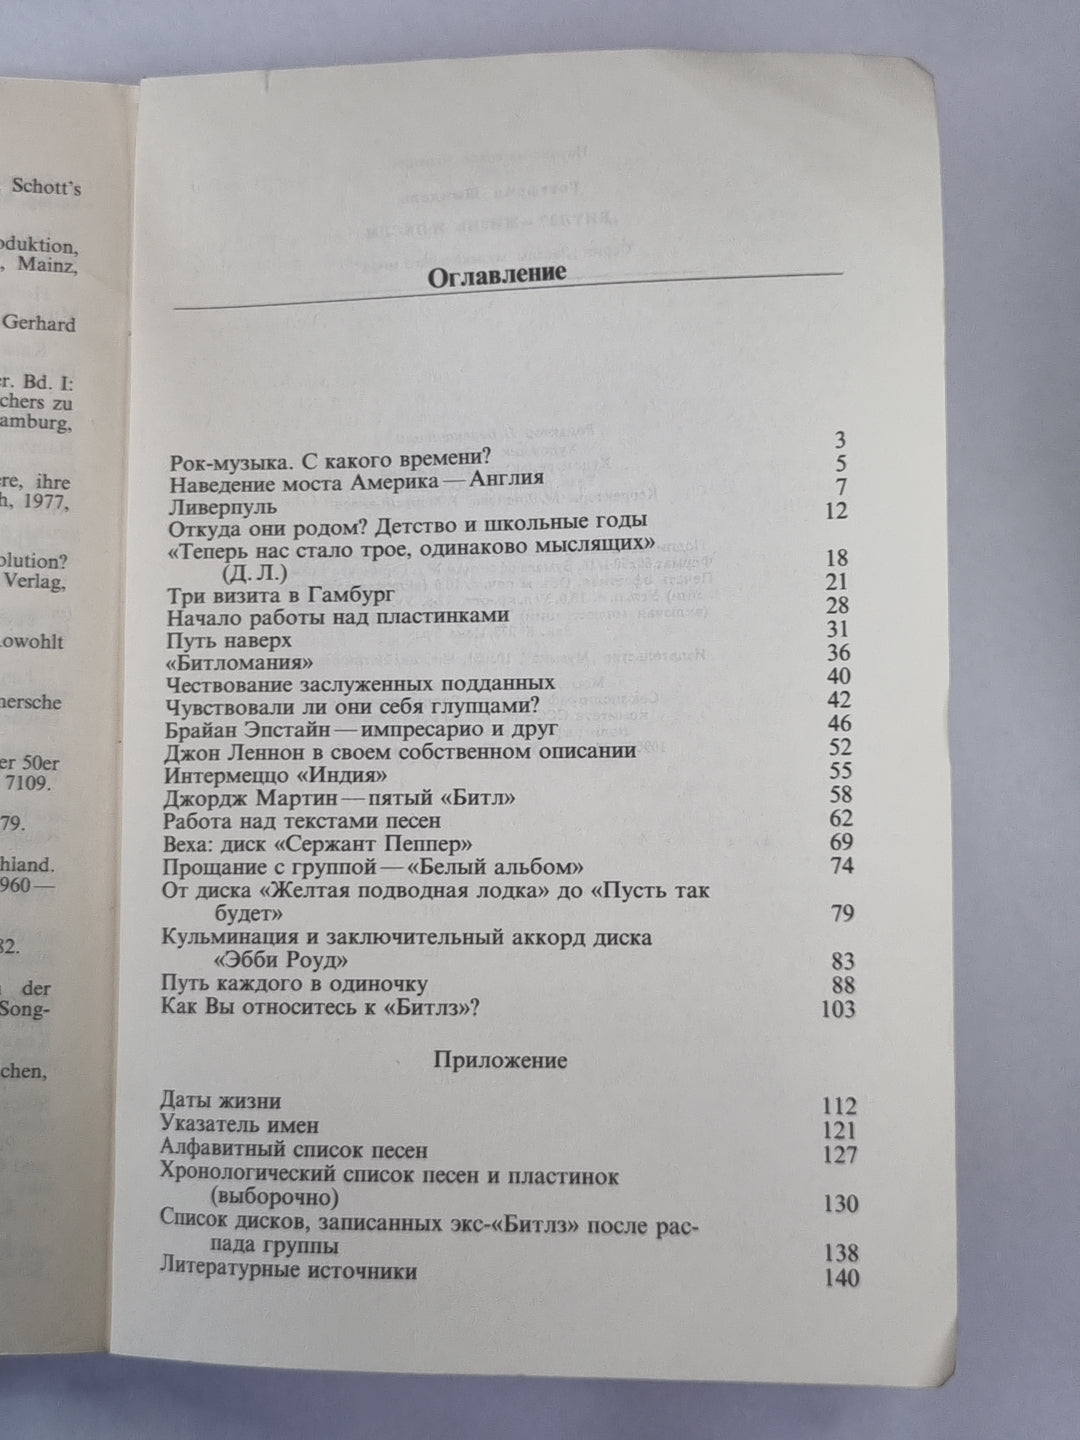 Schott's
oduktion,
, Mainz,
Gerhard
er. Bd. I:
chers zu
amburg,
ere, ihre
h, 1977,
olution?
Verlag,
owohlt
nersche
er 50er
7109.
79.
hland.
960—
82.
der
Song-
chen,
Оглавление
Рок-музыка. С какого времени? 3
Наведение моста Америка—Англия 5
Ливерпуль 7
Откуда они родом? Детство и школьные годы 12
«Теперь нас стало трое, одинаково мыслящих»
(Д. Л.) 18
Три визита в Гамбург 21
Начало работы над пластинками 28
Путь наверх 31
«Битломания» 36
Чествование заслуженных подданных 40
Чувствовали ли они себя глупцами? 42
Брайан Эпстайн—импресарио и друг 46
Джон Леннон в своем собственном описании 52
Интермеццо «Индия» 55
Джордж Мартин—пятый «Битл» 58
Работа над текстами песен 62
Веха: диск «Сержант Пеппер» 69
Прощание с группой—«Белый альбом» 74
От диска «Желтая подводная лодка» до «Пусть так
будет» 79
Кульминация и заключительный аккорд диска
«Эбби Роуд» 83
Путь каждого в одиночку 88
Как Вы относитесь к «Битлз»? 103
Приложение
Даты жизни 112
Указатель имен 121
Алфавитный список песен 127
Хронологический список песен и пластинок
(выборочно) 130
Список дисков, записанных экс-«Битлз» после рас-
пада группы 138
Литературные источники 140